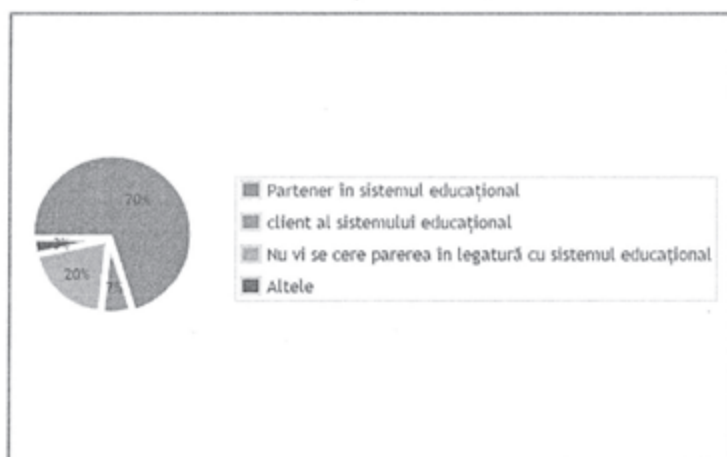 70%
20%
7%
Partener în sistemul educațional
client al sistemului educațional
Nu vi se cere parerea în legatură cu sistemul educațional
Altele